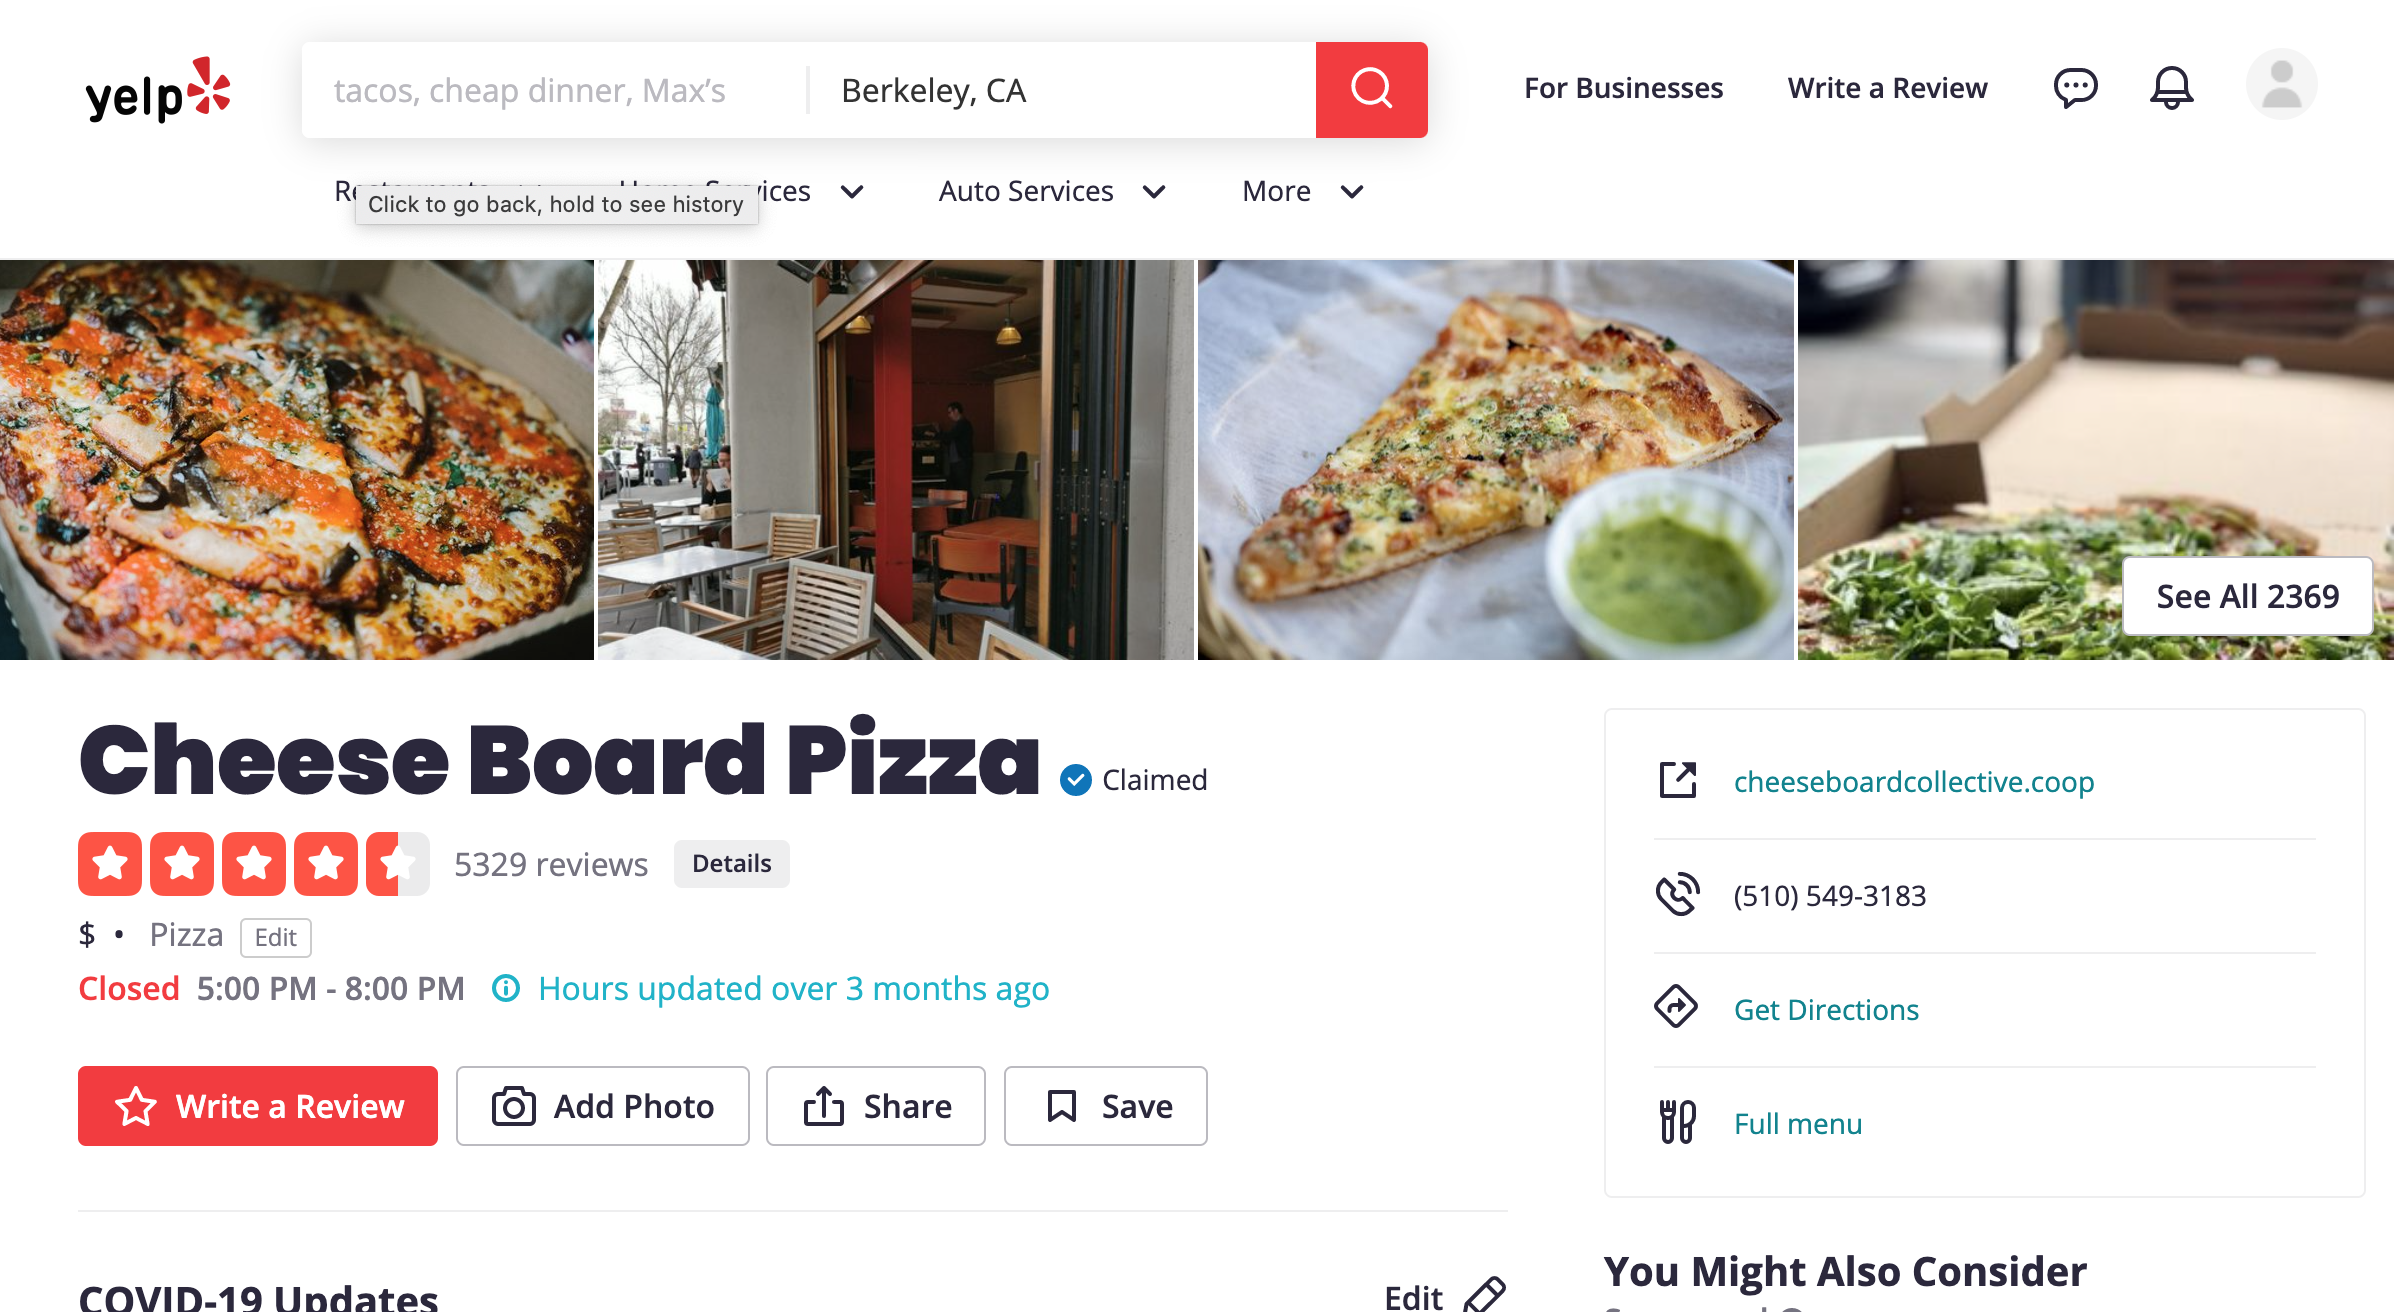 yelp
tacos, cheap dinner, Max's
Berkeley, CA
For Businesses
Write a Review
Auto Services
More
Click to go back, hold to see history
See All 2369
Cheese Board Pizza
Claimed
5329 reviews
Details
$ • Pizza
Edit
Closed 5:00 PM - 8:00 PM
Hours updated over 3 months ago
Write a Review
Add Photo
Share
Save
COVID-19 Updates
Edit
cheeseboardcollective.coop
(510) 549-3183
Get Directions
Full menu
You Might Also Consider